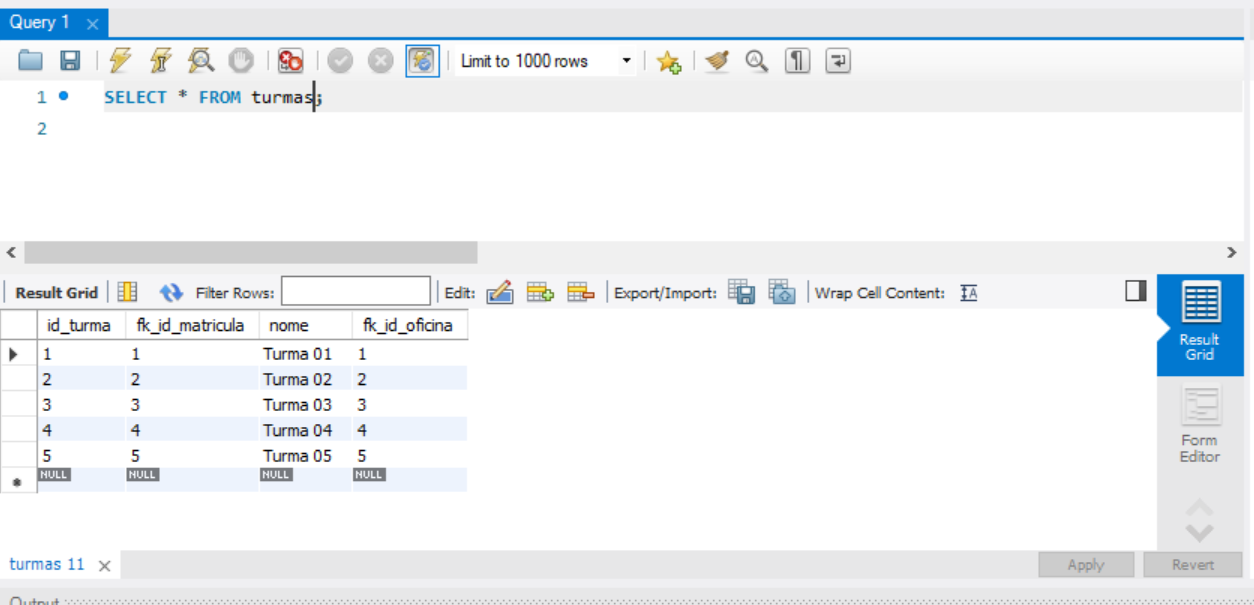 Query 1
Limit to 1000 rows
1 SELECT * FROM turmas;
2
Result Grid Filter Rows: Edit: Export/Import: Wrap Cell Content: IA
id_turma fk_id_matricula nome fk_id_oficina
1 1 Turma 01 1
2 2 Turma 02 2
3 3 Turma 03 3
4 4 Turma 04 4
5 5 Turma 05 5
NULL NULL NULL NULL
Result
Grid
Form
Editor
turmas 11 Apply Revert
Output